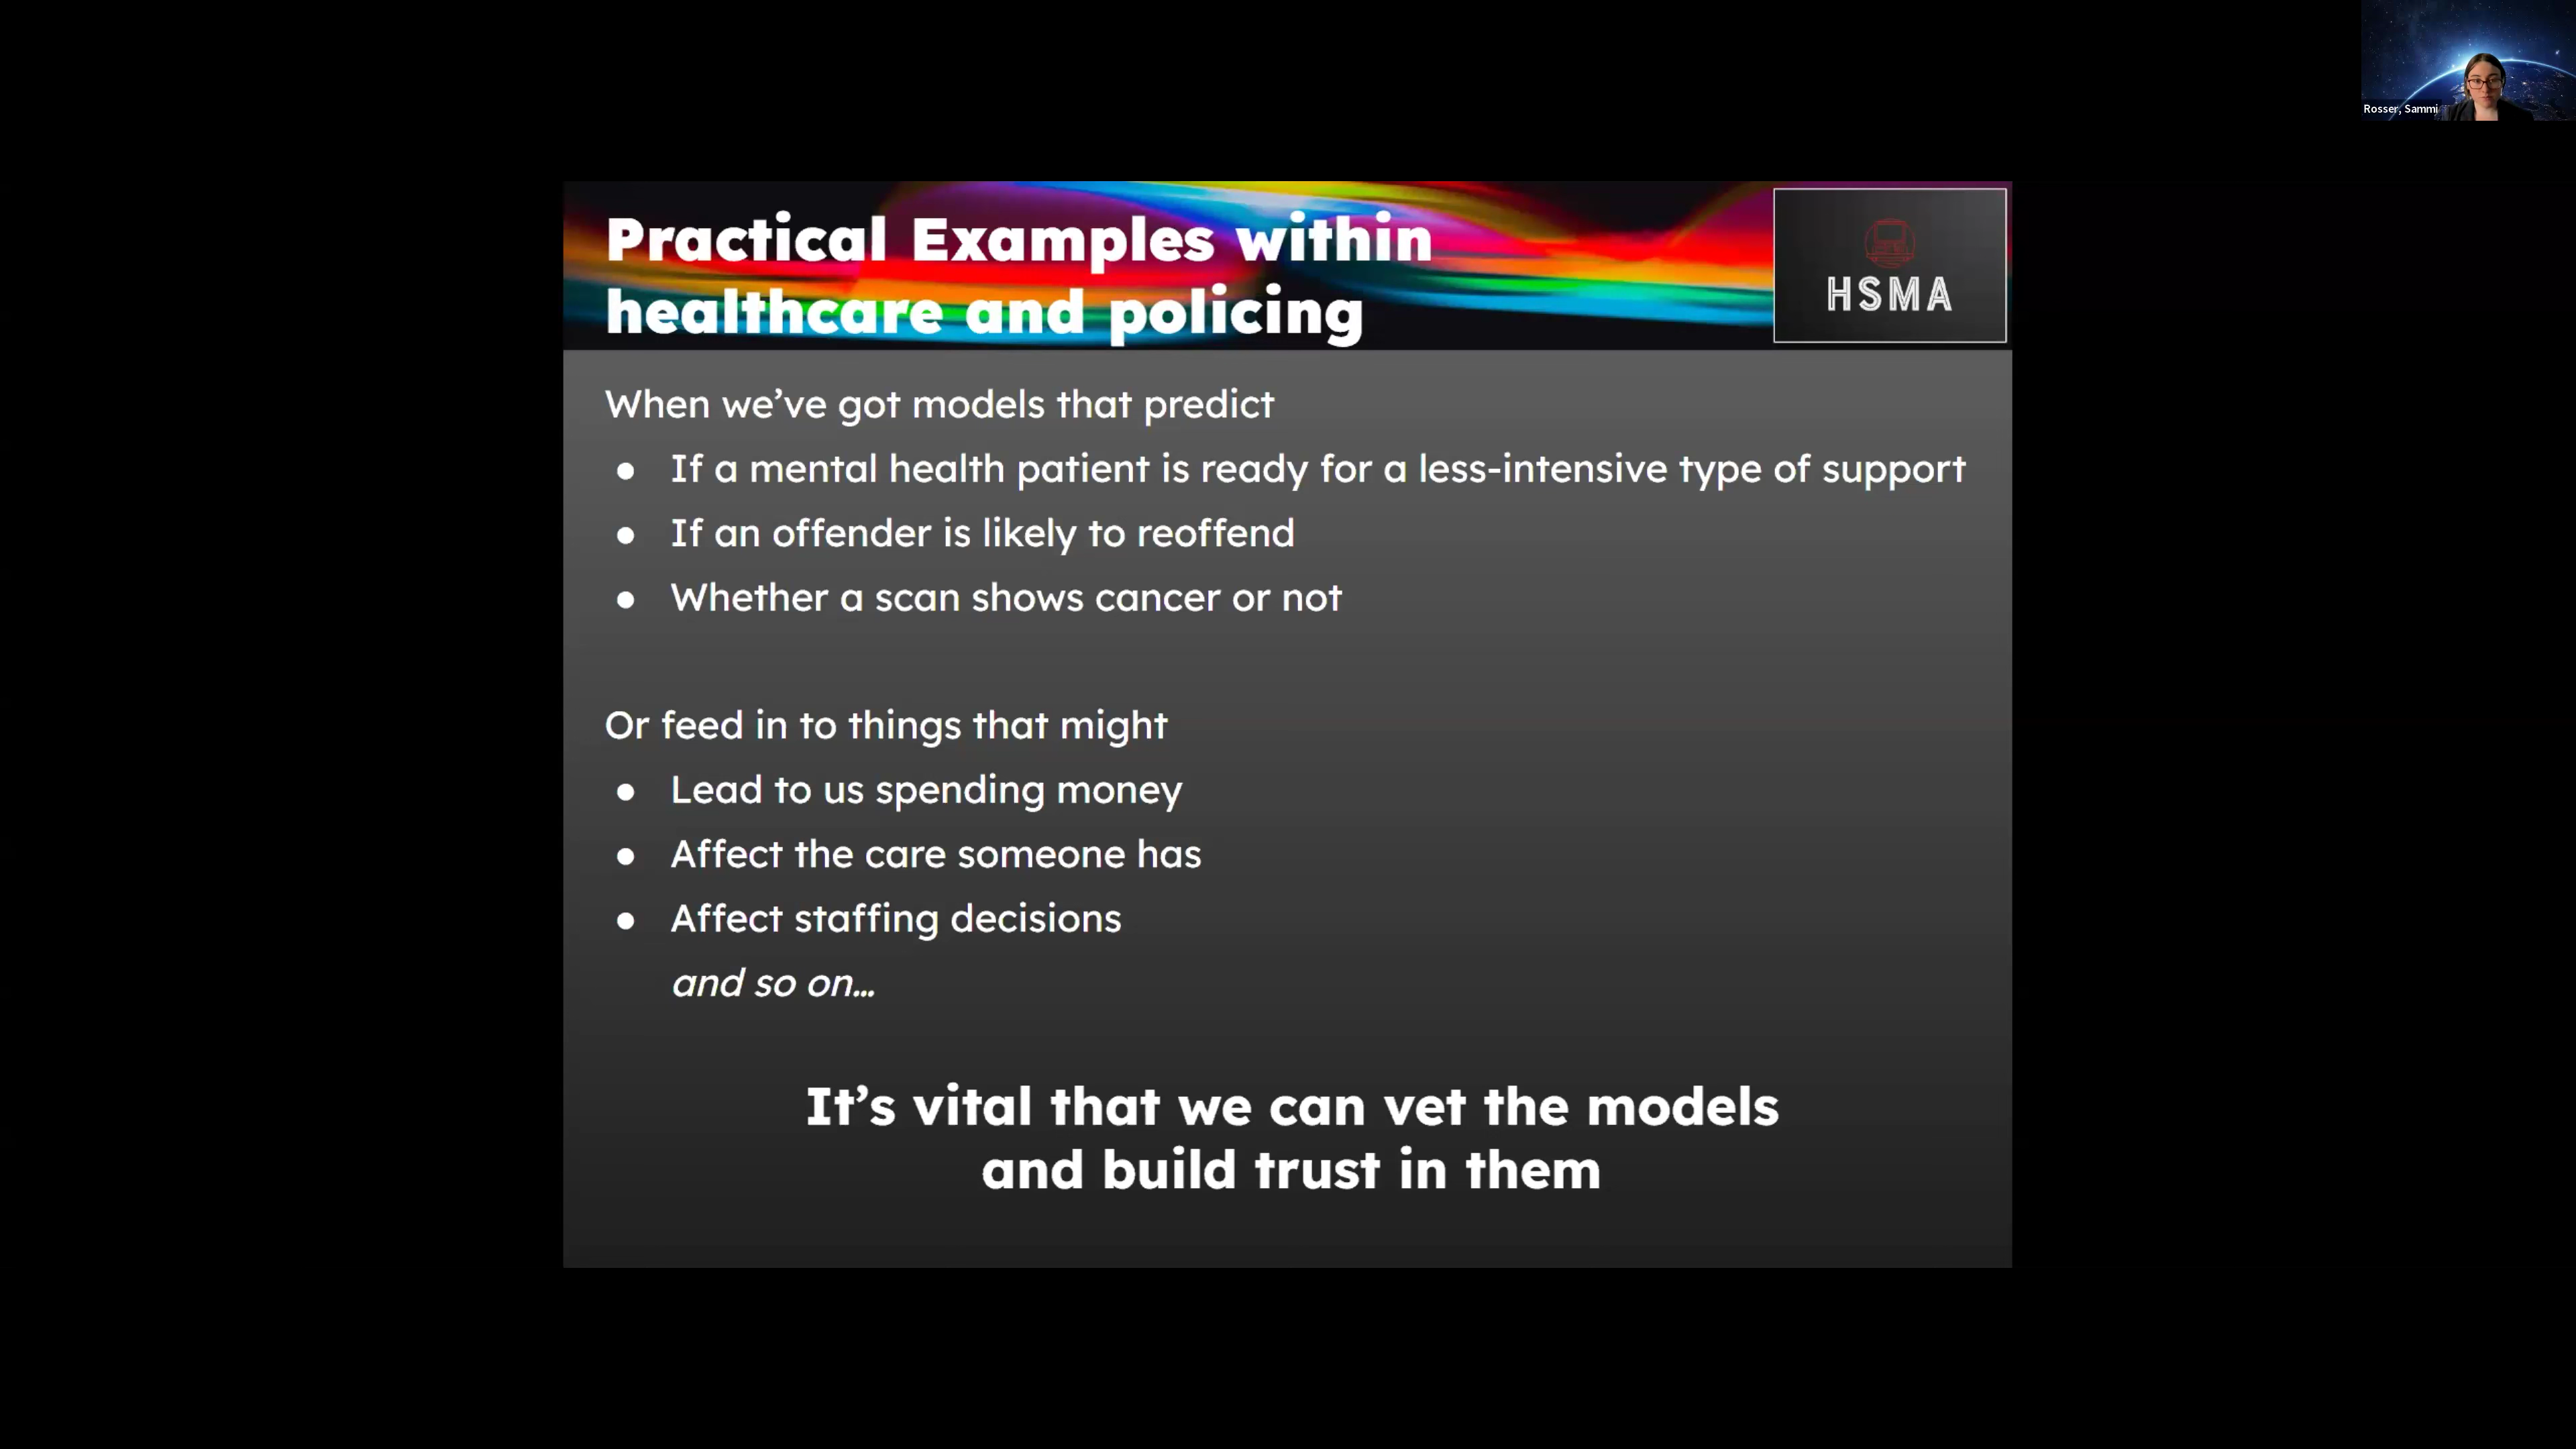 Rosser, Sammi
Practical Examples within
healthcare and policing
HSMA
When we’ve got models that predict
● If a mental health patient is ready for a less-intensive type of support
● If an offender is likely to reoffend
● Whether a scan shows cancer or not
Or feed in to things that might
● Lead to us spending money
● Affect the care someone has
● Affect staffing decisions
and so on…
It’s vital that we can vet the models
and build trust in them